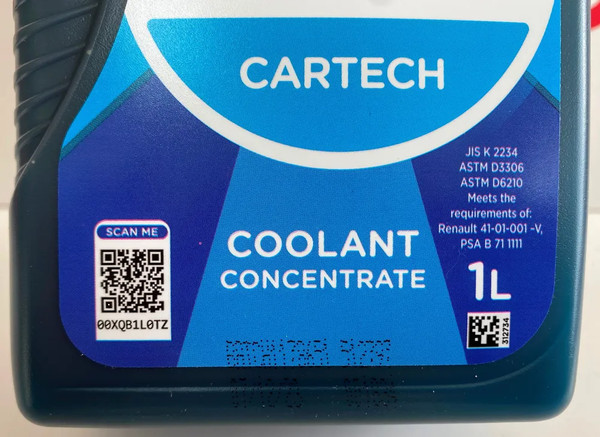 CARTECH
JIS K 2234
ASTM D3306
ASTM D6210
Meets the
requirements of:
Renault 41-01-001 -V,
PSA B 71 1111
SCAN ME
00XQB1L0TZ
COOLANT
CONCENTRATE
1L
312734